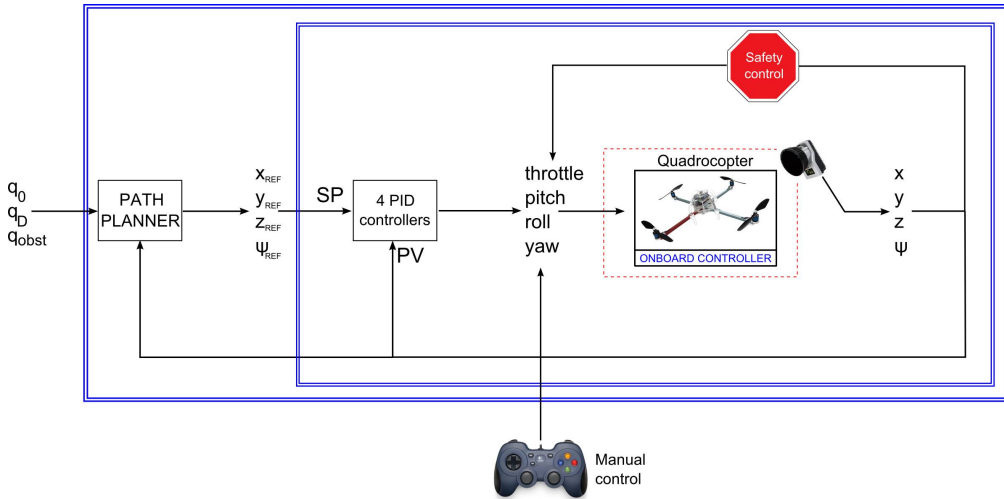 Safety
control
Quadrocopter
q0
qD
qobst
PATH
PLANNER
xREF
yREF
zREF
ΨREF
SP
4 PID
controllers
PV
throttle
pitch
roll
yaw
ONBOARD CONTROLLER
x
y
z
ψ
Manual
control